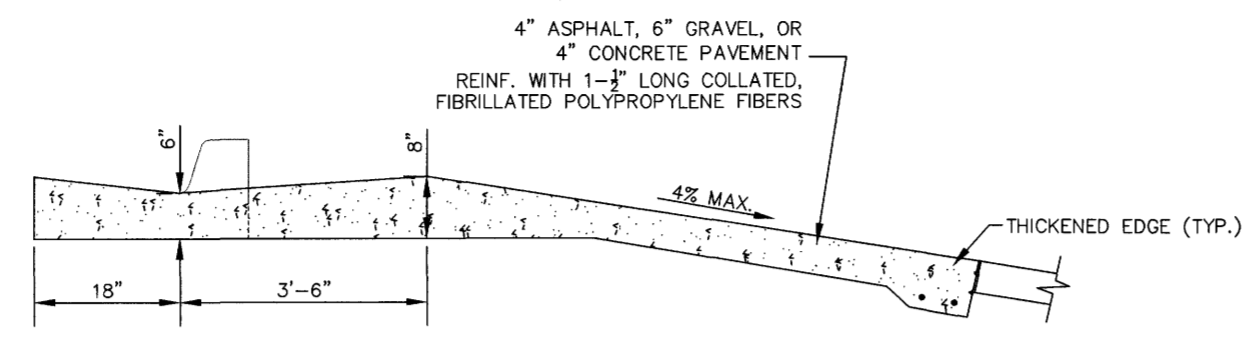 4" ASPHALT, 6" GRAVEL, OR
4" CONCRETE PAVEMENT
REINF. WITH 1-½" LONG COLLATED,
FIBRILLATED POLYPROPYLENE FIBERS
6"
8"
4% MAX.
THICKENED EDGE (TYP.)
18"
3'-6"